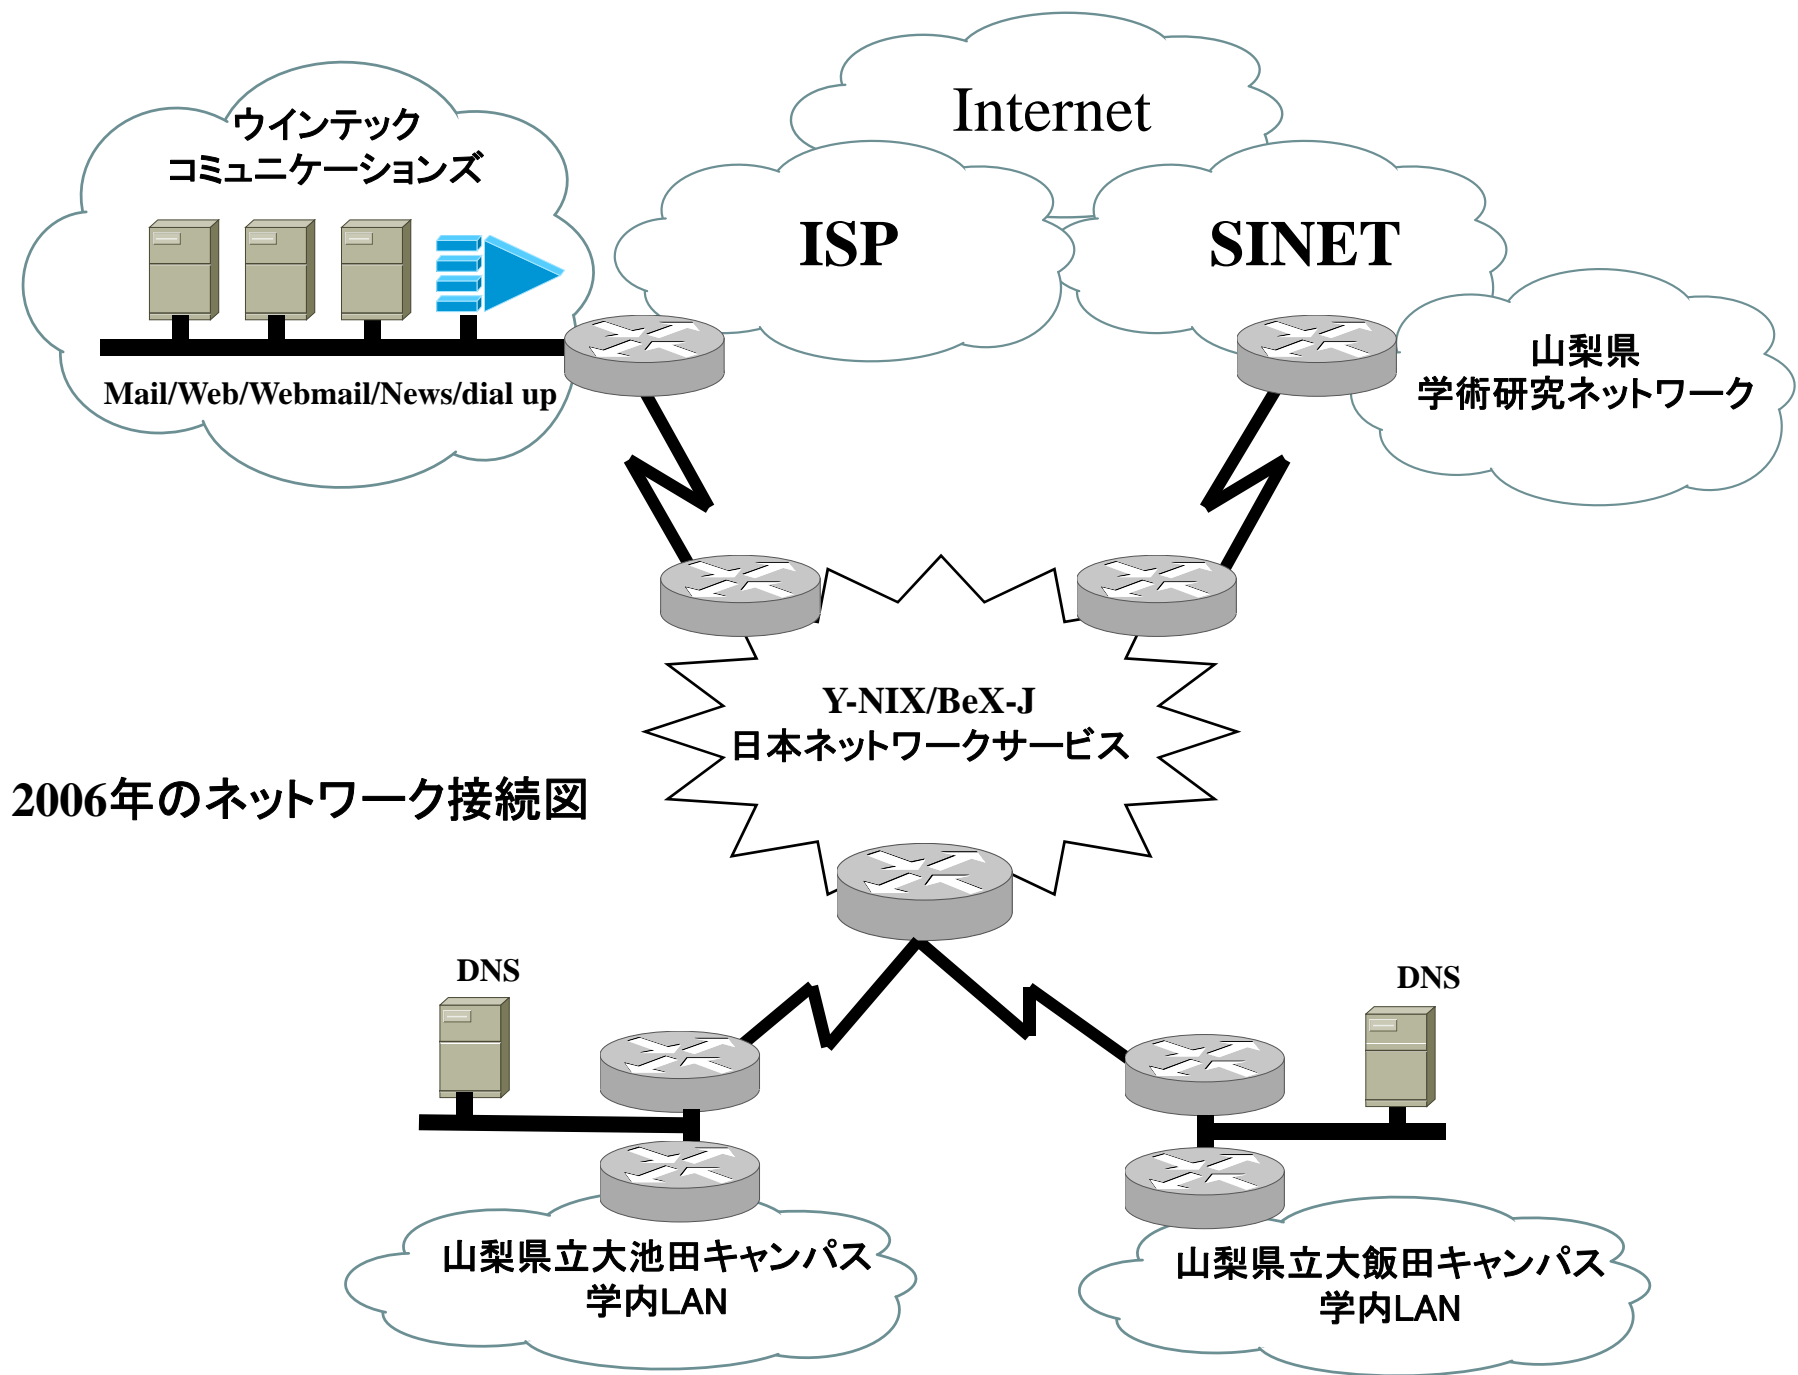 Internet
ウインテック
コミュニケーションズ
ISP
SINET
山梨県
学術研究ネットワーク
Mail/Web/Webmail/News/dial up
Y-NIX/BeX-J
日本ネットワークサービス
2006年のネットワーク接続図
DNS
DNS
山梨県立大池田キャンパス
学内LAN
山梨県立大飯田キャンパス
学内LAN